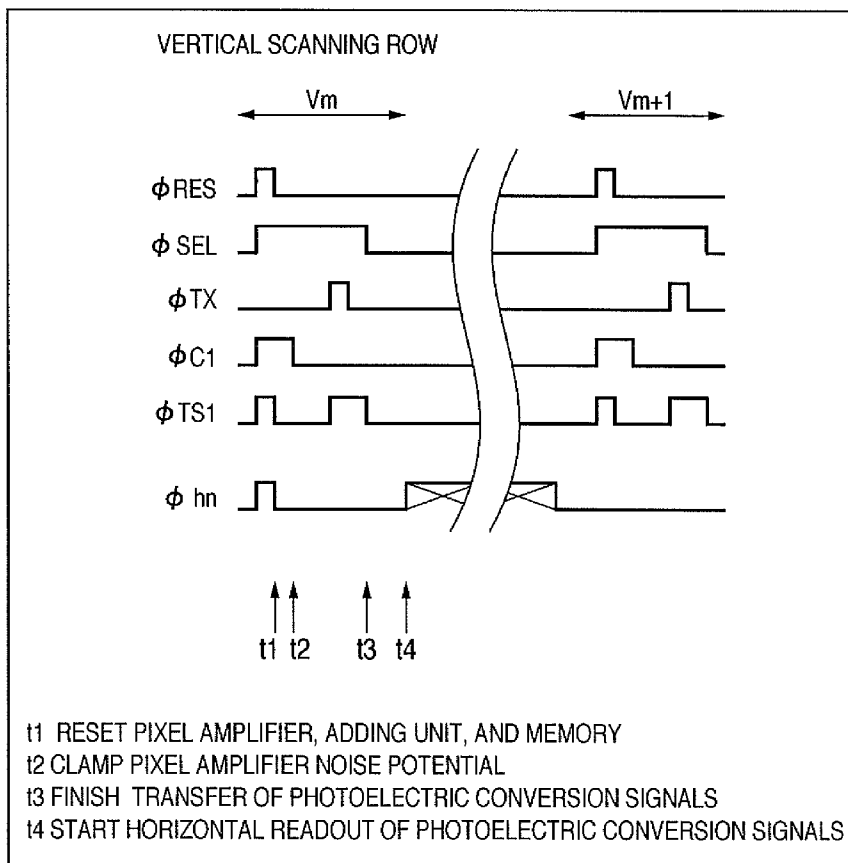 VERTICAL SCANNING ROW
Vm Vm+1
ϕRES
ϕSEL
ϕTX
ϕC1
ϕTS1
ϕ hn
t1 t2 t3 t4
t1 RESET PIXEL AMPLIFIER, ADDING UNIT, AND MEMORY
t2 CLAMP PIXEL AMPLIFIER NOISE POTENTIAL
t3 FINISH TRANSFER OF PHOTOELECTRIC CONVERSION SIGNALS
t4 START HORIZONTAL READOUT OF PHOTOELECTRIC CONVERSION SIGNALS